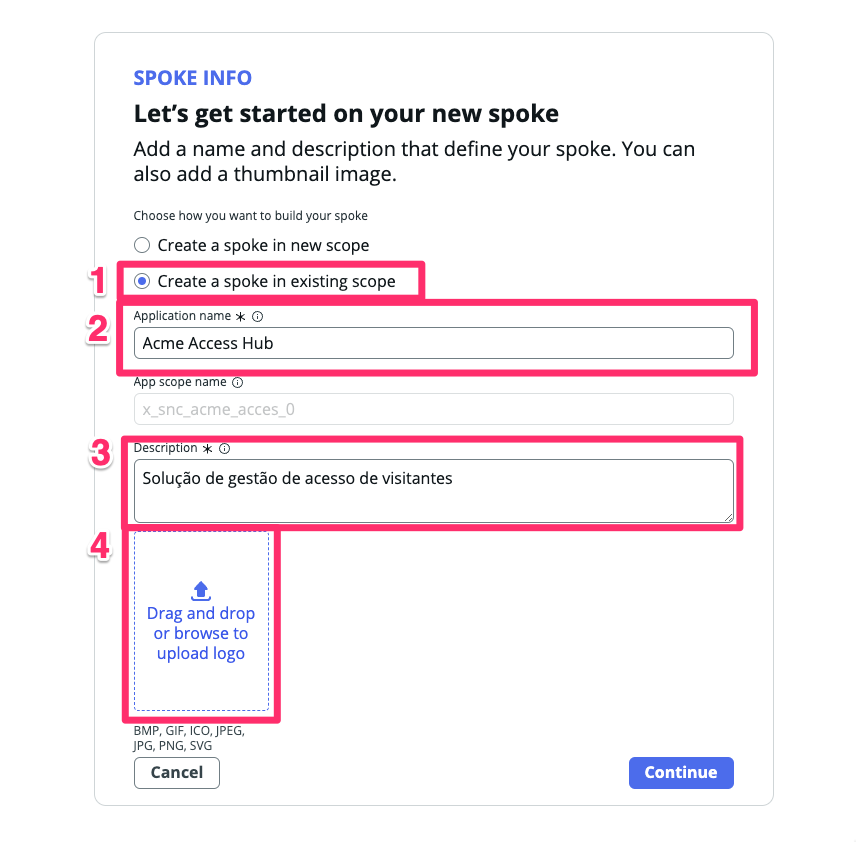 SPOKE INFO
Let’s get started on your new spoke
Add a name and description that define your spoke. You can
also add a thumbnail image.
Choose how you want to build your spoke
Create a spoke in new scope
1
Create a spoke in existing scope
2
Application name *
Acme Access Hub
App scope name
x_snc_acme_acces_0
3
Description *
Solução de gestão de acesso de visitantes
4
Drag and drop
or browse to
upload logo
BMP, GIF, ICO, JPEG,
JPG, PNG, SVG
Cancel
Continue